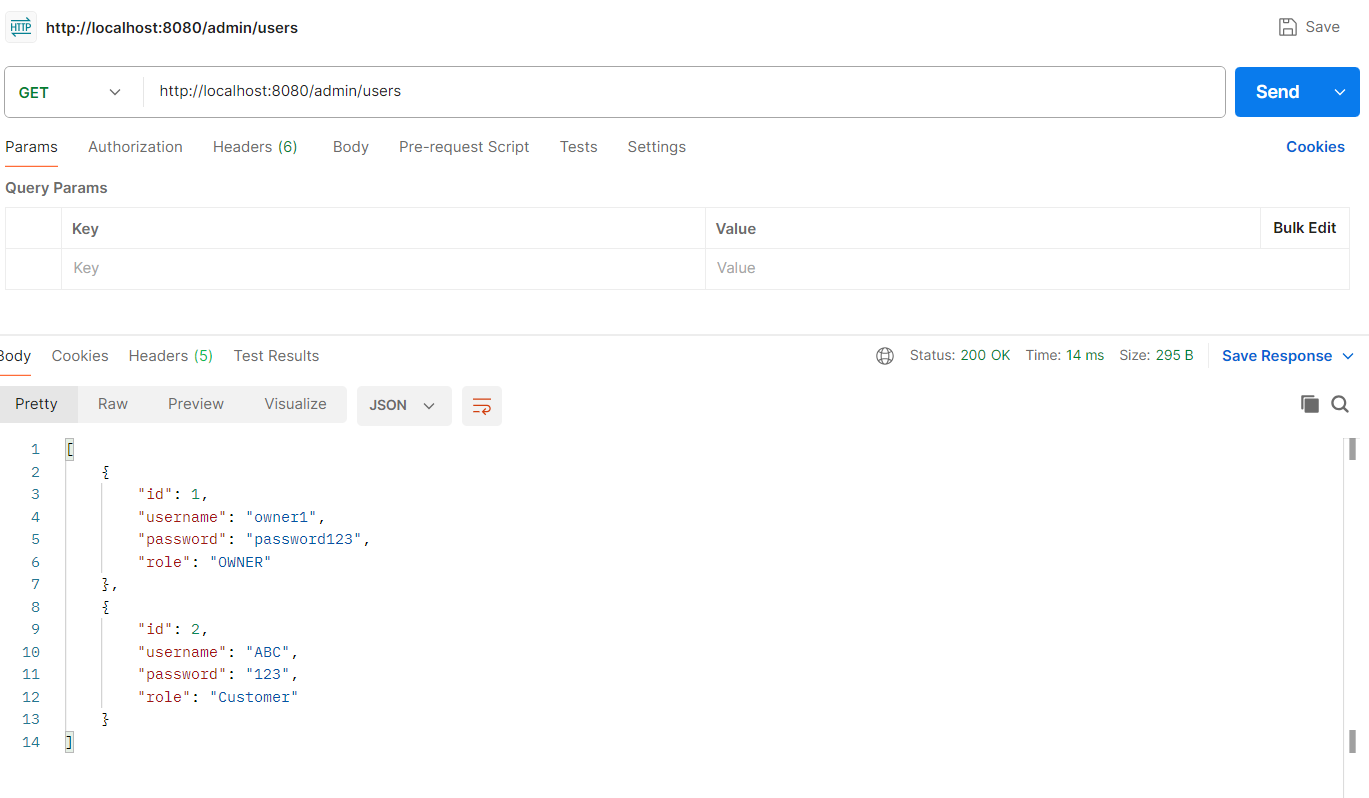 HTTP http://localhost:8080/admin/users Save
GET http://localhost:8080/admin/users Send
Params Authorization Headers (6) Body Pre-request Script Tests Settings Cookies
Query Params
Key Value Bulk Edit
Key Value
Body Cookies Headers (5) Test Results Status: 200 OK Time: 14 ms Size: 295 B Save Response
Pretty Raw Preview Visualize JSON
1 [
2 {
3 "id": 1,
4 "username": "owner1",
5 "password": "password123",
6 "role": "OWNER"
7 },
8 {
9 "id": 2,
10 "username": "ABC",
11 "password": "123",
12 "role": "Customer"
13 }
14 ]